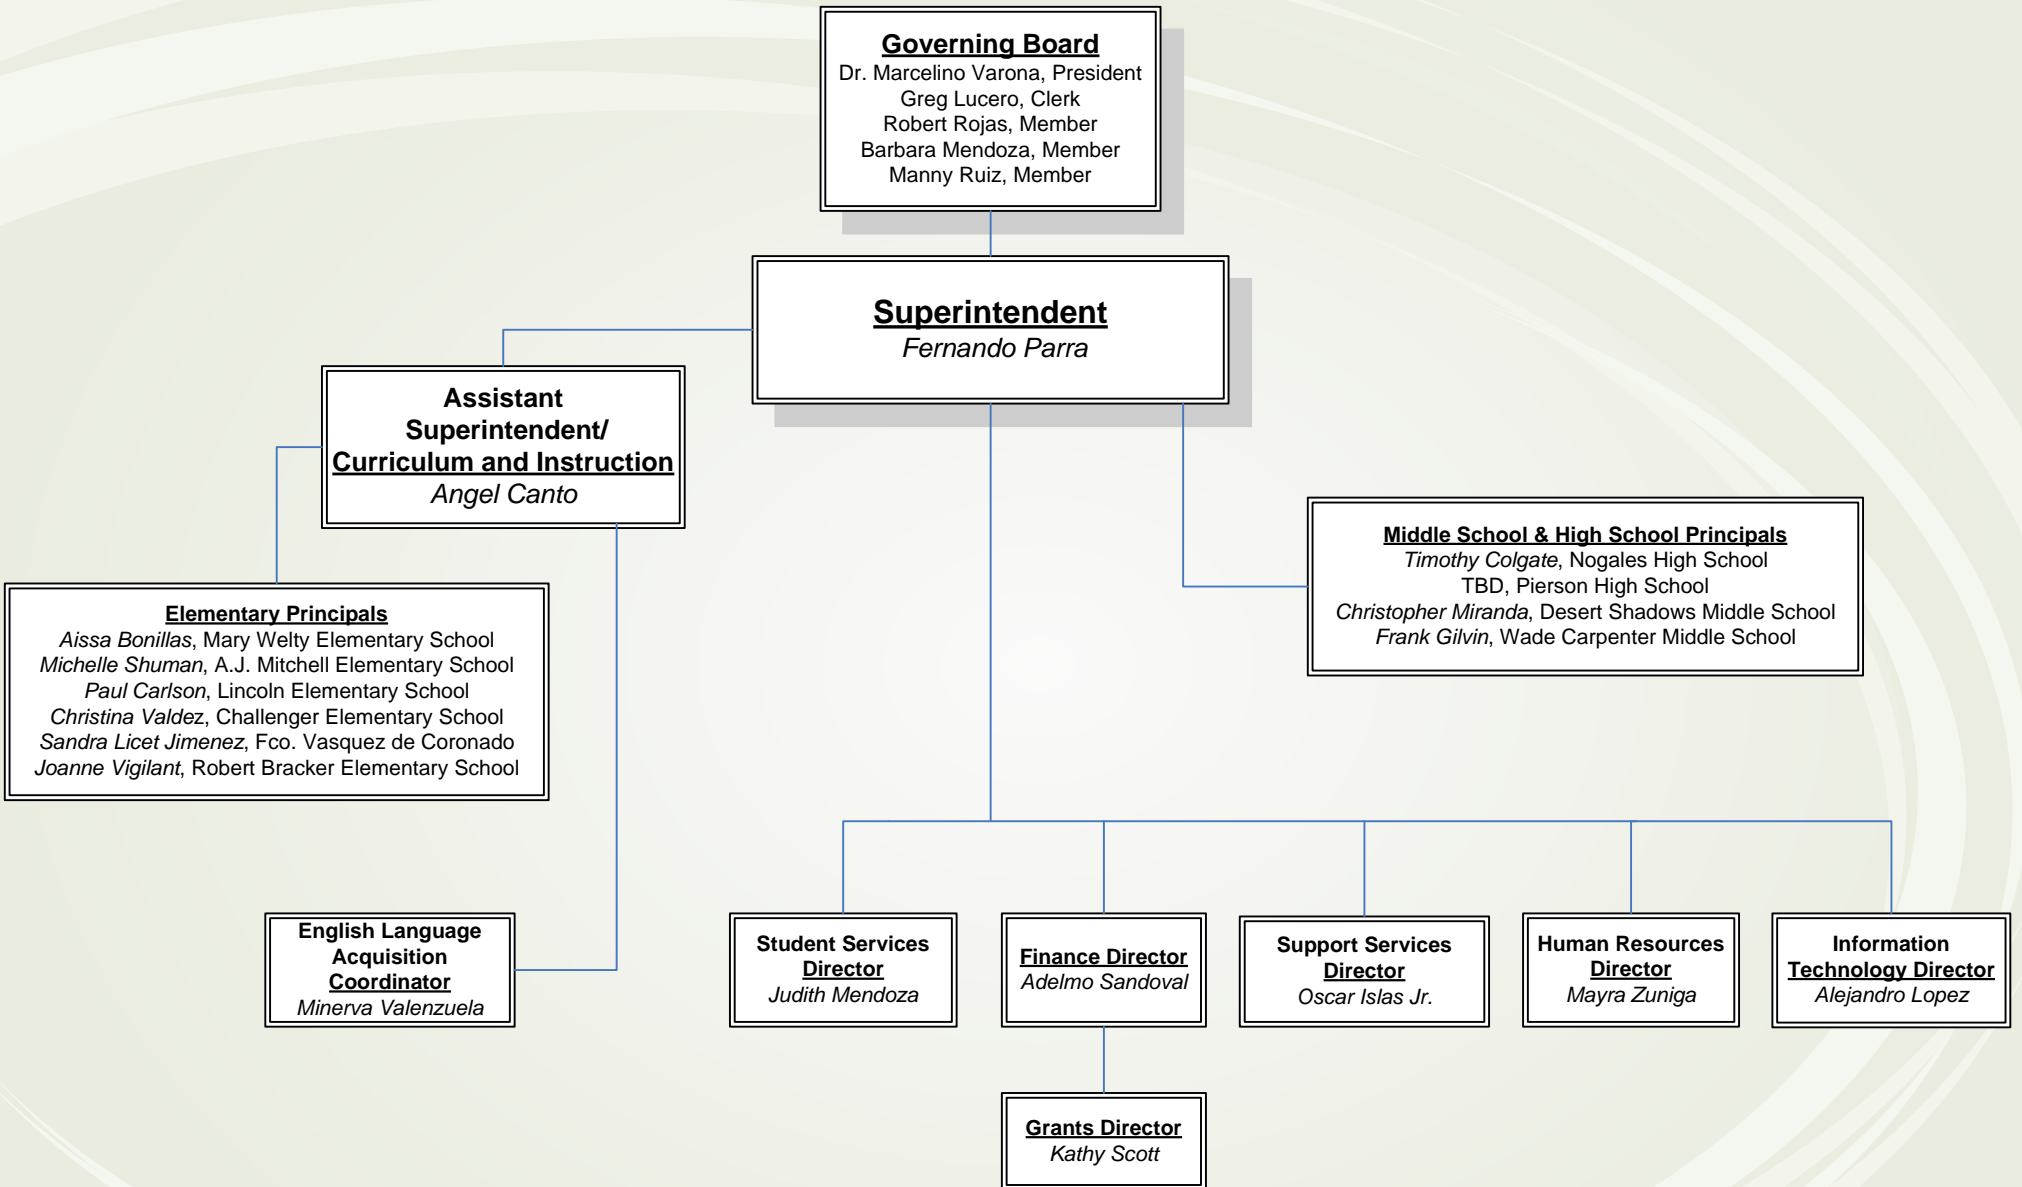 Governing Board
Dr. Marcelino Varona, President
Greg Lucero, Clerk
Robert Rojas, Member
Barbara Mendoza, Member
Manny Ruiz, Member
Superintendent
Fernando Parra
Assistant
Superintendent/
Curriculum and Instruction
Angel Canto
Middle School & High School Principals
Timothy Colgate, Nogales High School
TBD, Pierson High School
Christopher Miranda, Desert Shadows Middle School
Frank Gilvin, Wade Carpenter Middle School
Elementary Principals
Aissa Bonillas, Mary Welty Elementary School
Michelle Shuman, A.J. Mitchell Elementary School
Paul Carlson, Lincoln Elementary School
Christina Valdez, Challenger Elementary School
Sandra Licet Jimenez, Fco. Vasquez de Coronado
Joanne Vigilant, Robert Bracker Elementary School
English Language
Acquisition
Coordinator
Minerva Valenzuela
Student Services
Director
Judith Mendoza
Finance Director
Adelmo Sandoval
Support Services
Director
Oscar Islas Jr.
Human Resources
Director
Mayra Zuniga
Information
Technology Director
Alejandro Lopez
Grants Director
Kathy Scott